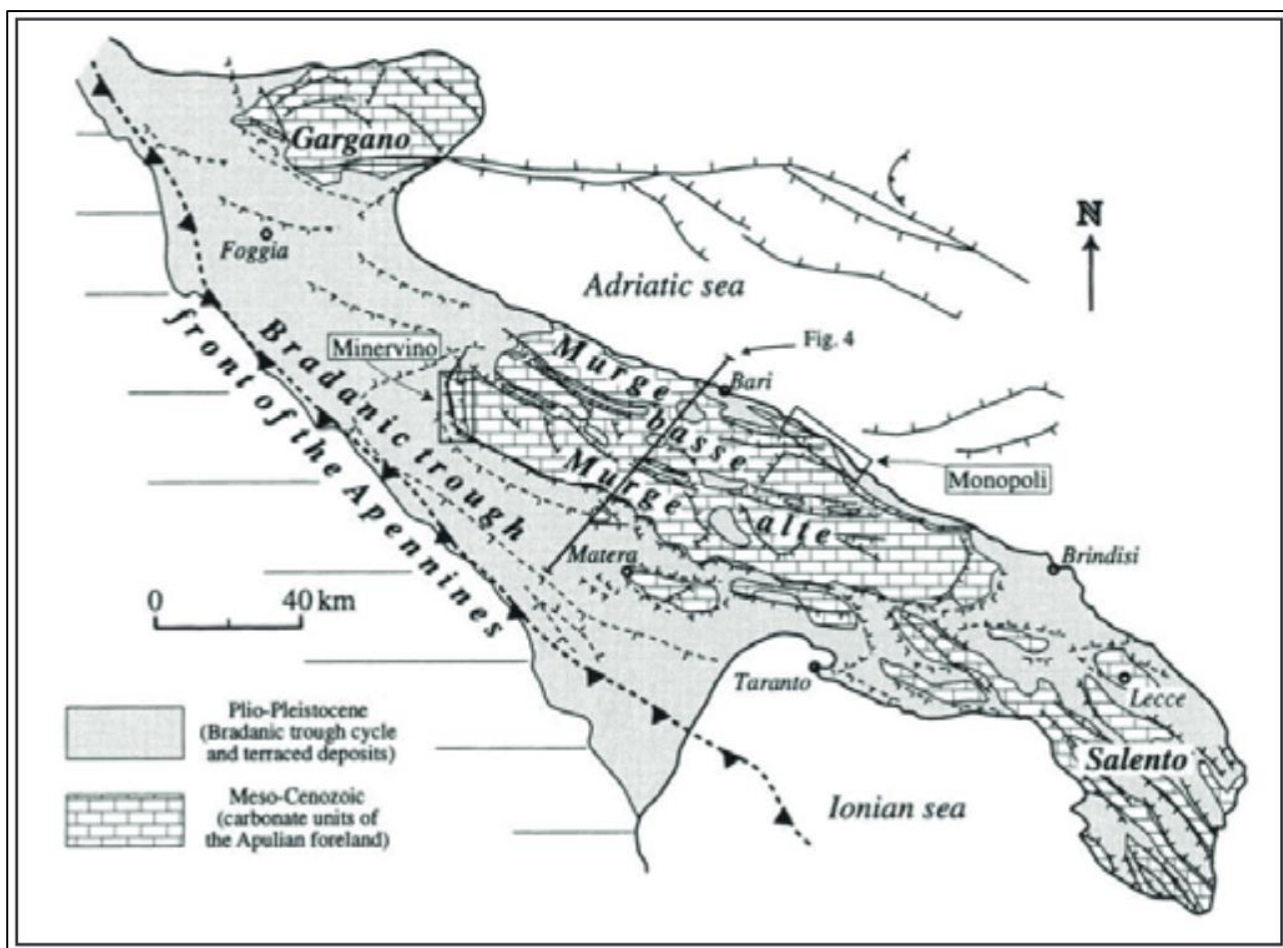 Gargano
N
Foggia
Adriatic sea
Fig. 4
Minervino
Bradanic trough
front of the Apennines
Murge basse
Bari
Monopoli
Murge alte
Matera
Brindisi
0 40 km
Taranto
Lecce
Salento
Ionian sea
Plio-Pleistocene
(Bradanic trough cycle
and terraced deposits)
Meso-Cenozoic
(carbonate units of
the Apulian foreland)